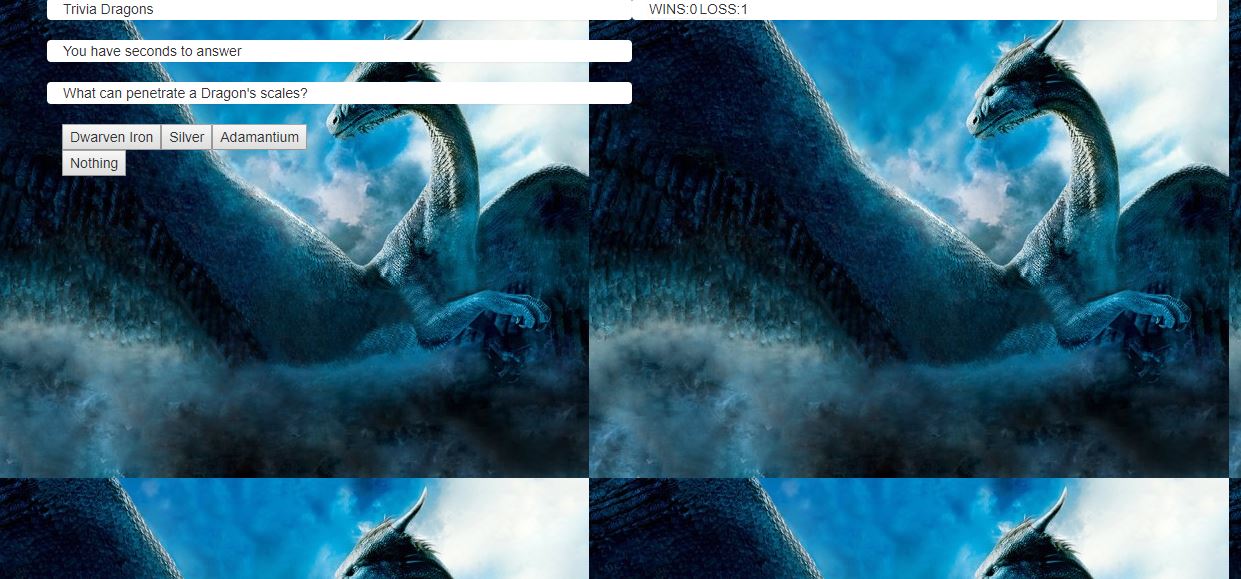 Trivia Dragons
WINS:0 LOSS:1
You have seconds to answer
What can penetrate a Dragon's scales?
Dwarven Iron Silver Adamantium
Nothing